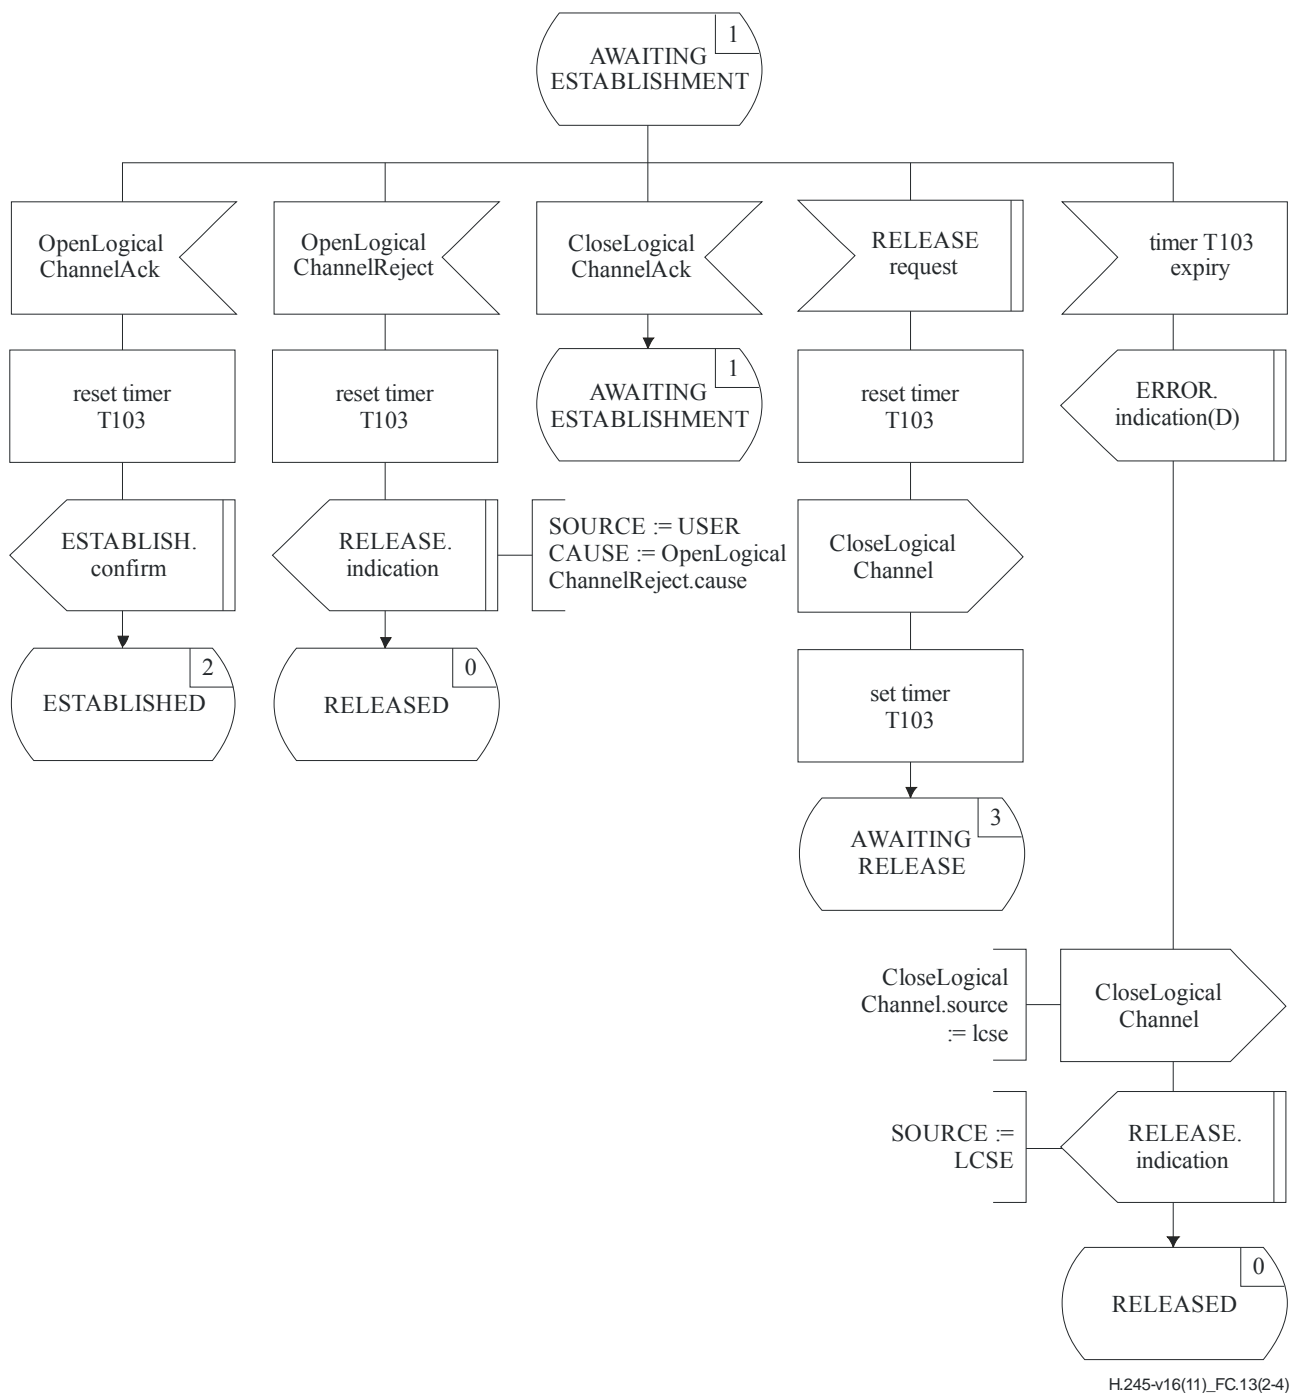 1
AWAITING
ESTABLISHMENT
OpenLogical
ChannelAck
OpenLogical
ChannelReject
CloseLogical
ChannelAck
RELEASE
request
timer T103
expiry
reset timer
T103
reset timer
T103
1
AWAITING
ESTABLISHMENT
reset timer
T103
ERROR.
indication(D)
ESTABLISH.
confirm
RELEASE.
indication
SOURCE := USER
CAUSE := OpenLogical
ChannelReject.cause
CloseLogical
Channel
2
ESTABLISHED
0
RELEASED
set timer
T103
3
AWAITING
RELEASE
CloseLogical
Channel.source
:= lcse
CloseLogical
Channel
SOURCE :=
LCSE
RELEASE.
indication
0
RELEASED
H.245-v16(11)_FC.13(2-4)